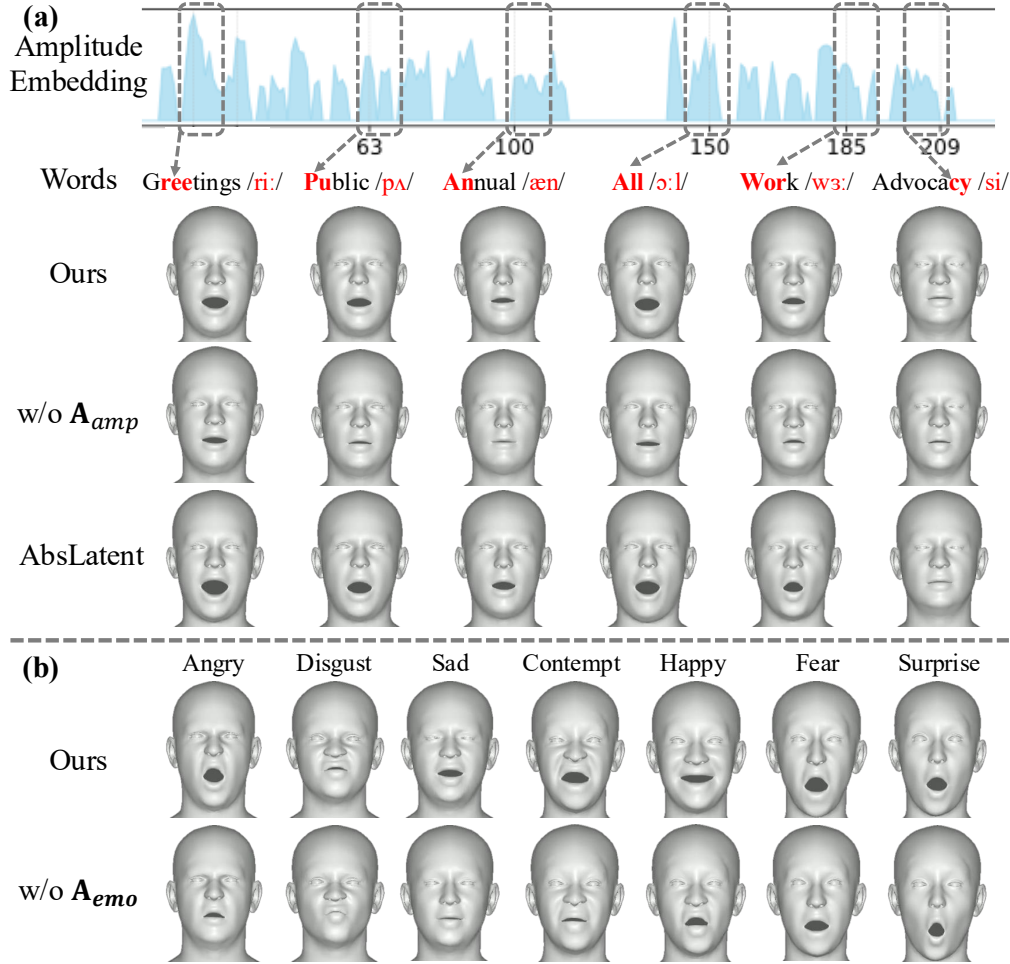 (a)
Amplitude
Embedding
63 100 150 185 209
Words Greetings /riː/ Public /pʌ/ Annual /æn/ All /ɔːl/ Work /wɜː/ Advocacy /si/
Ours
w/o A_amp
AbsLatent
(b)
Angry Disgust Sad Contempt Happy Fear Surprise
Ours
w/o A_emo